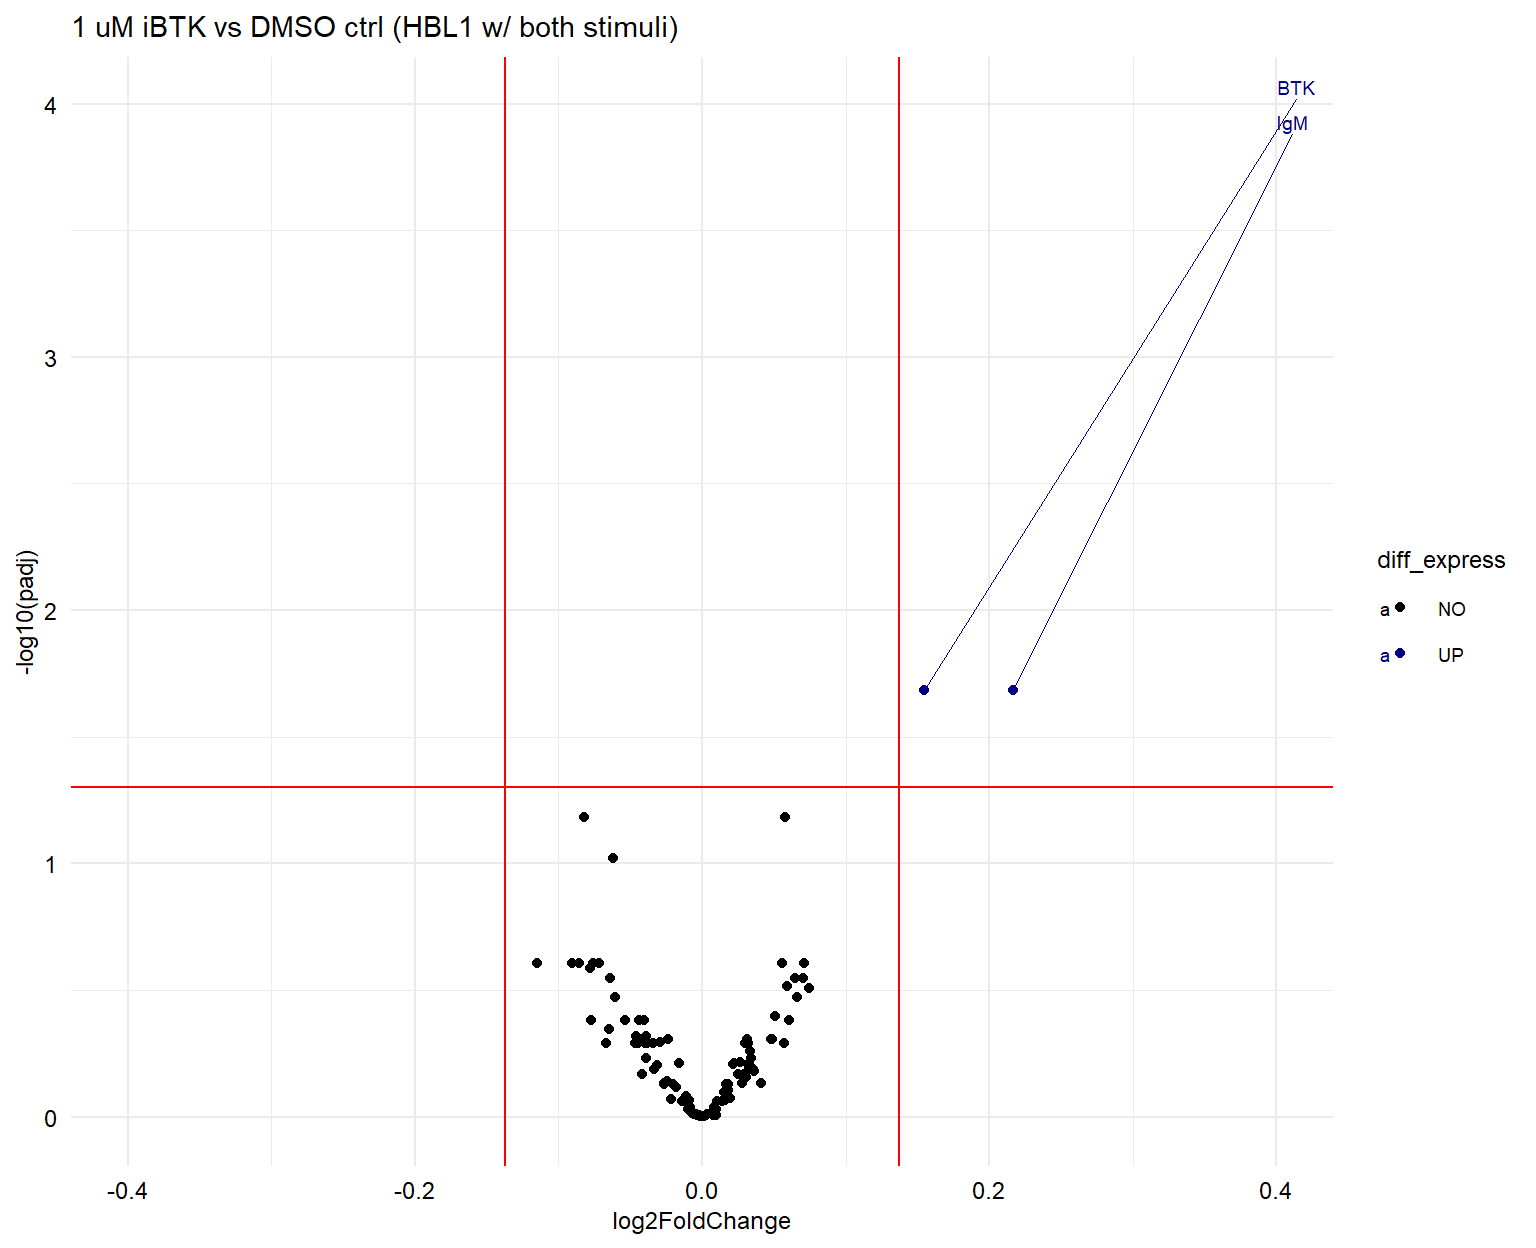 1 uM iBTK vs DMSO ctrl (HBL1 w/ both stimuli)
BTK
IgM
4
3
2
1
0
-log10(padj)
-0.4
-0.2
0.0
0.2
0.4
log2FoldChange
diff_express
a NO
a UP